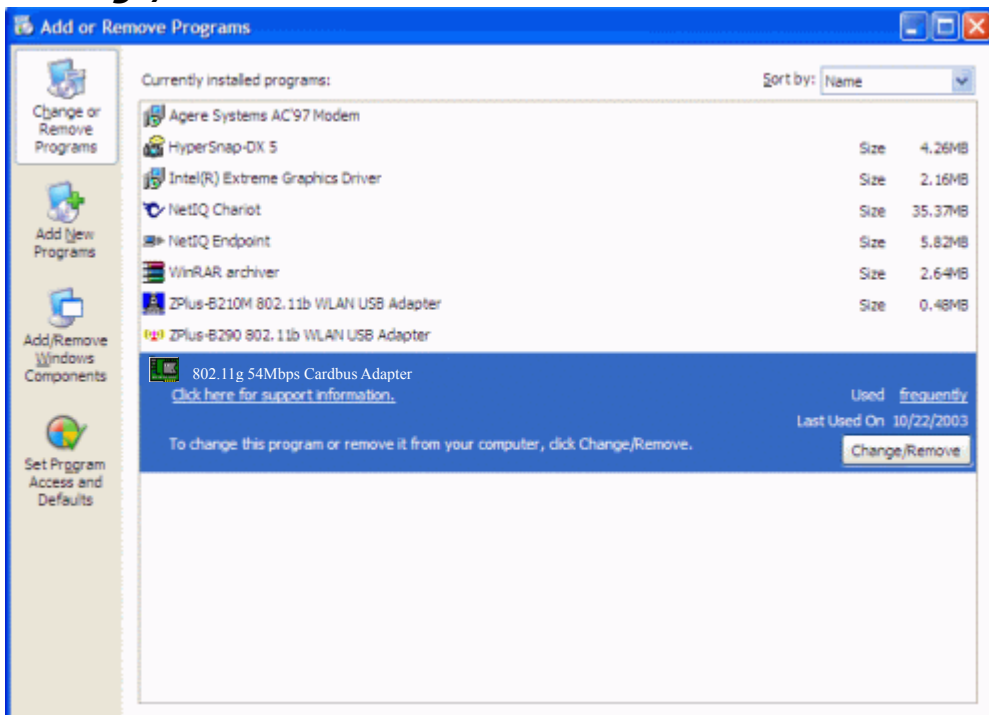 Add or Remove Programs
Change or
Remove
Programs
Add New
Programs
Add/Remove
Windows
Components
Set Program
Access and
Defaults
Currently installed programs:
Sort by: Name
Agere Systems AC'97 Modem
HyperSnap-DX 5 Size 4.26MB
Intel(R) Extreme Graphics Driver Size 2.16MB
NetIQ Chariot Size 35.37MB
NetIQ Endpoint Size 5.82MB
WinRAR archiver Size 2.64MB
ZPlus-B210M 802.11b WLAN USB Adapter Size 0.48MB
ZPlus-B290 802.11b WLAN USB Adapter
802.11g 54Mbps Cardbus Adapter
Click here for support information. Used frequently
Last Used On 10/22/2003
To change this program or remove it from your computer, click Change/Remove. Change/Remove